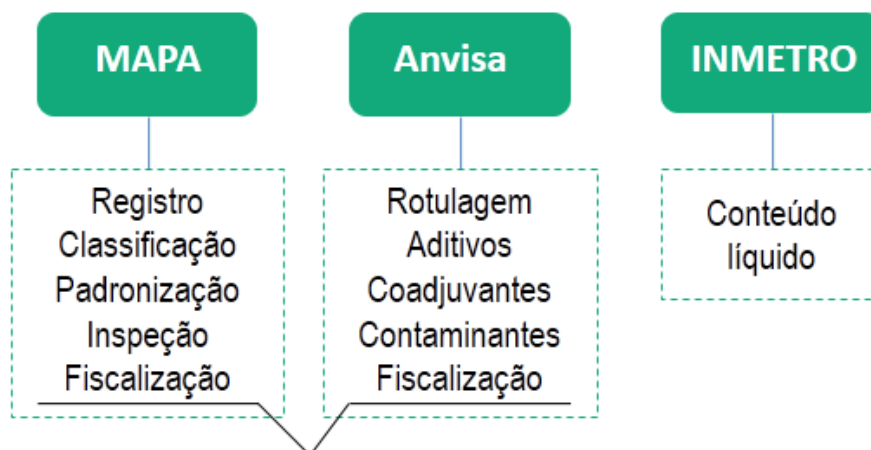 MAPA
Registro
Classificação
Padronização
Inspeção
Fiscalização
Anvisa
Rotulagem
Aditivos
Coadjuvantes
Contaminantes
Fiscalização
INMETRO
Conteúdo
líquido